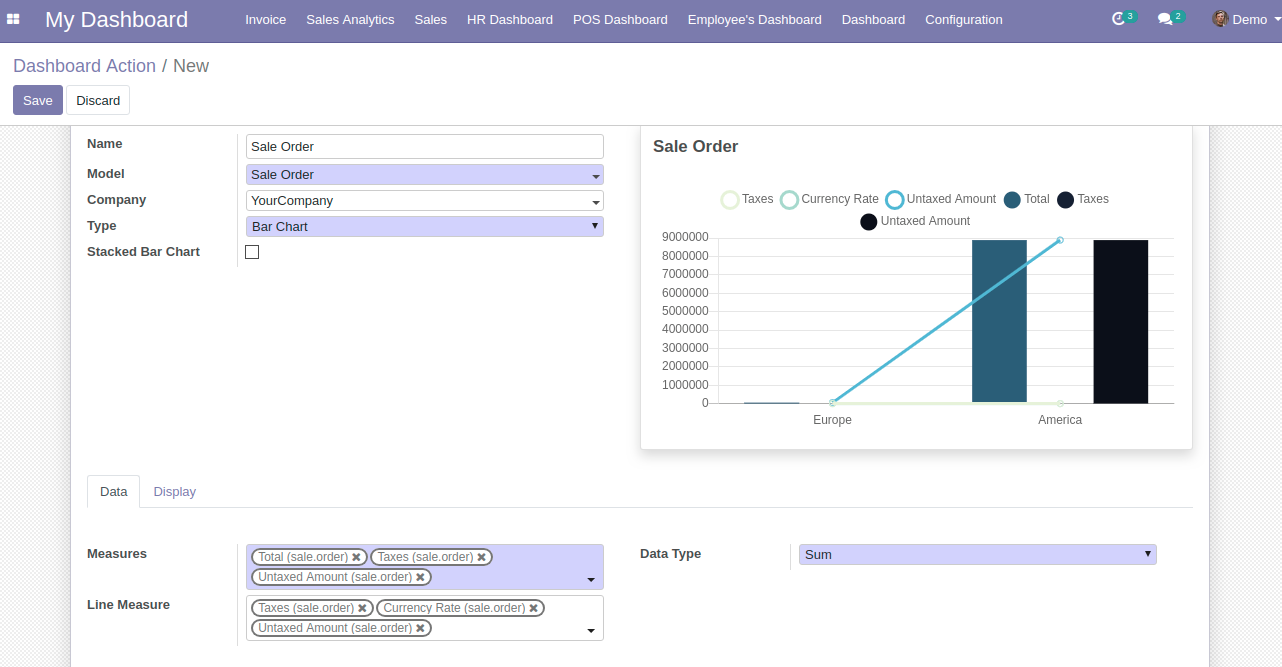 My Dashboard Invoice Sales Analytics Sales HR Dashboard POS Dashboard Employee's Dashboard Dashboard Configuration 3 2 Demo
Dashboard Action / New
Save Discard
Name Sale Order
Model Sale Order
Company YourCompany
Type Bar Chart
Stacked Bar Chart
Sale Order
Taxes Currency Rate Untaxed Amount Total Taxes
Untaxed Amount
9000000
8000000
7000000
6000000
5000000
4000000
3000000
2000000
1000000
0
Europe America
Data Display
Measures Total (sale.order) ✖ Taxes (sale.order) ✖
Untaxed Amount (sale.order) ✖
Data Type Sum
Line Measure Taxes (sale.order) ✖ Currency Rate (sale.order) ✖
Untaxed Amount (sale.order) ✖